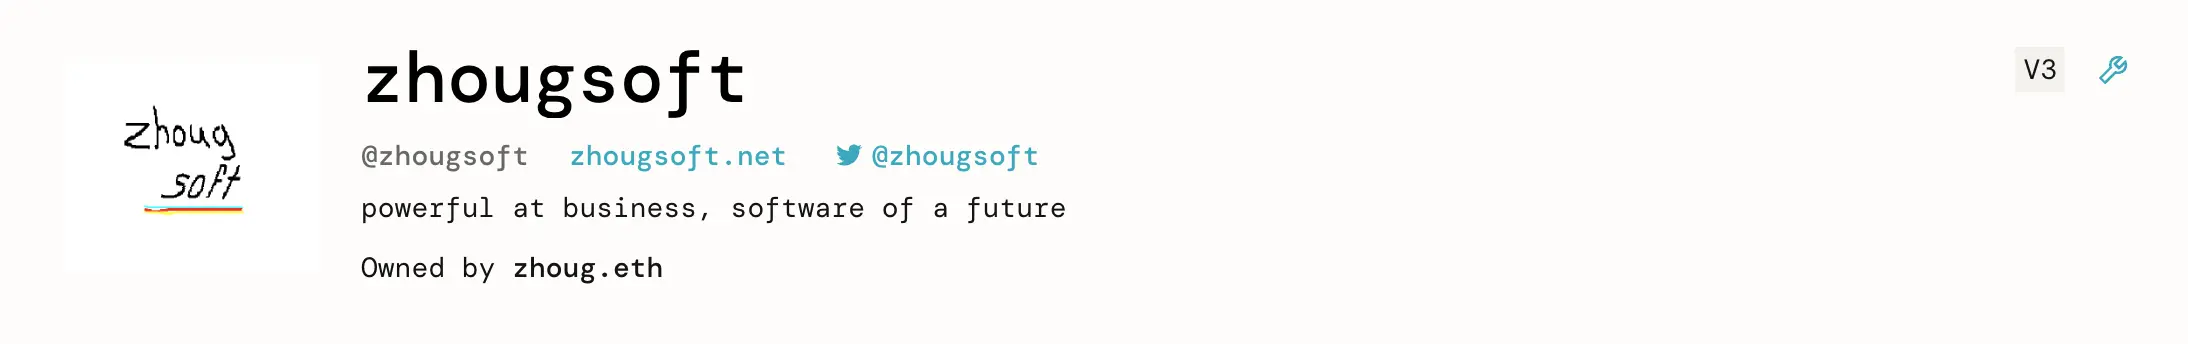 zhoug
soft
zhougsoft
V3
@zhougsoft zhougsoft.net @zhougsoft
powerful at business, software of a future
Owned by zhoug.eth